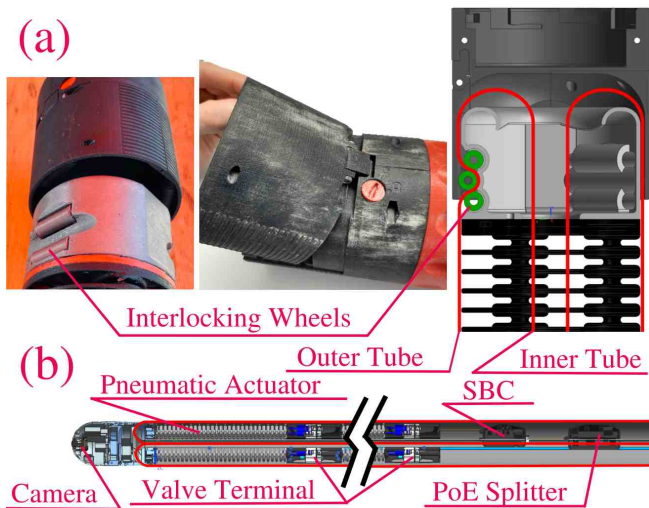 (a)
Interlocking Wheels
Outer Tube
Inner Tube
(b)
Pneumatic Actuator
SBC
Camera
Valve Terminal
PoE Splitter